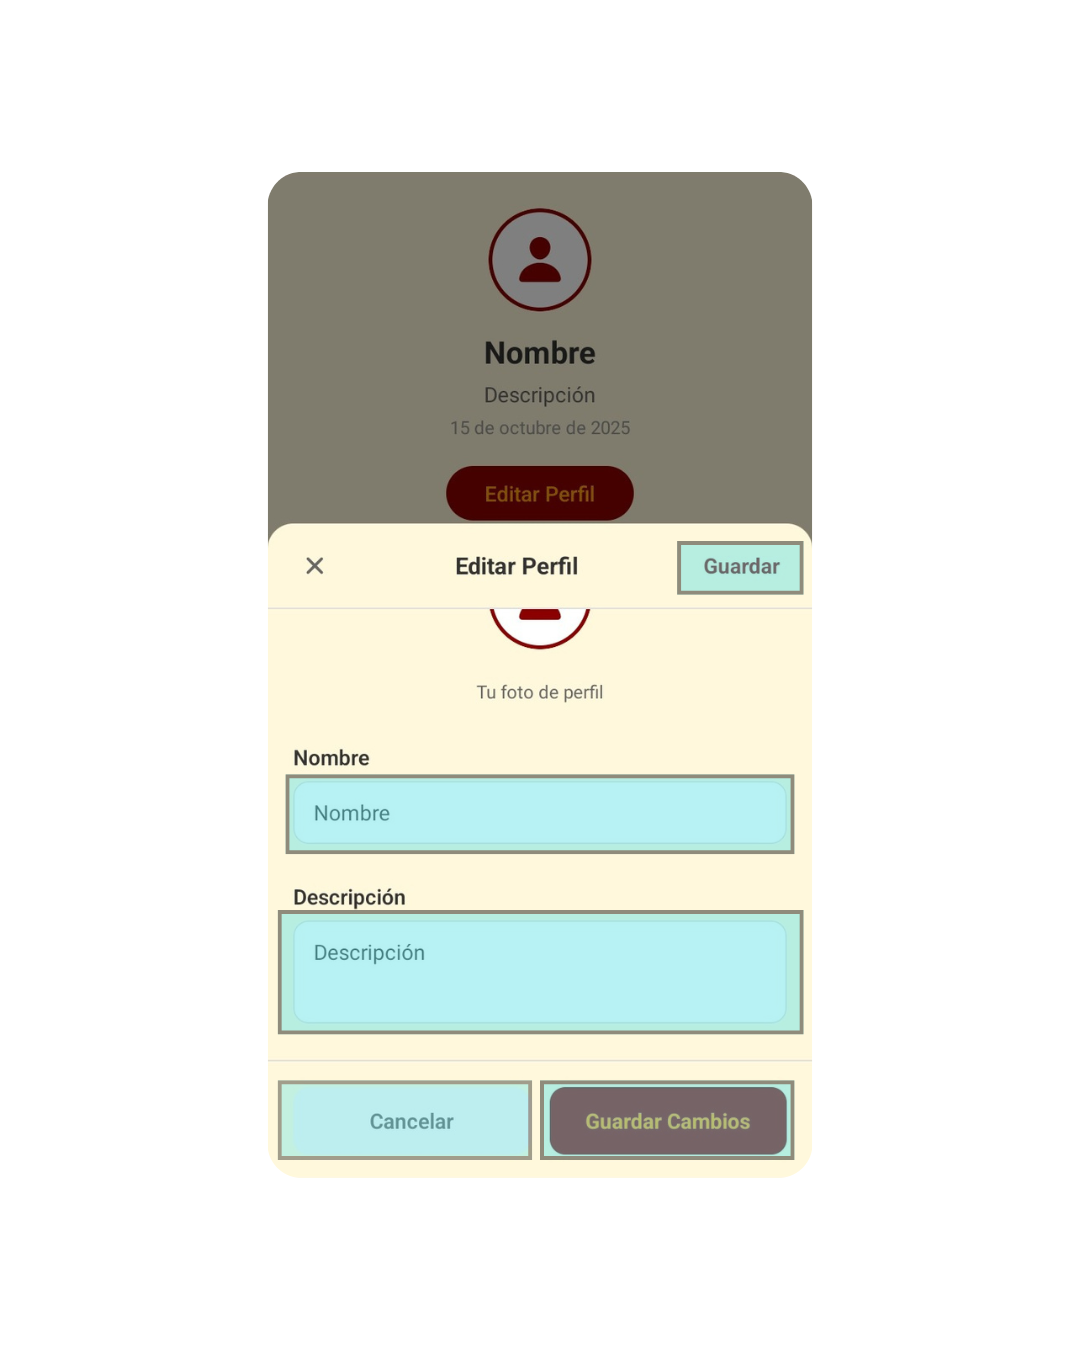 Nombre
Descripción
15 de octubre de 2025
Editar Perfil
Editar Perfil
Guardar
Tu foto de perfil
Nombre
Nombre
Descripción
Descripción
Cancelar
Guardar Cambios